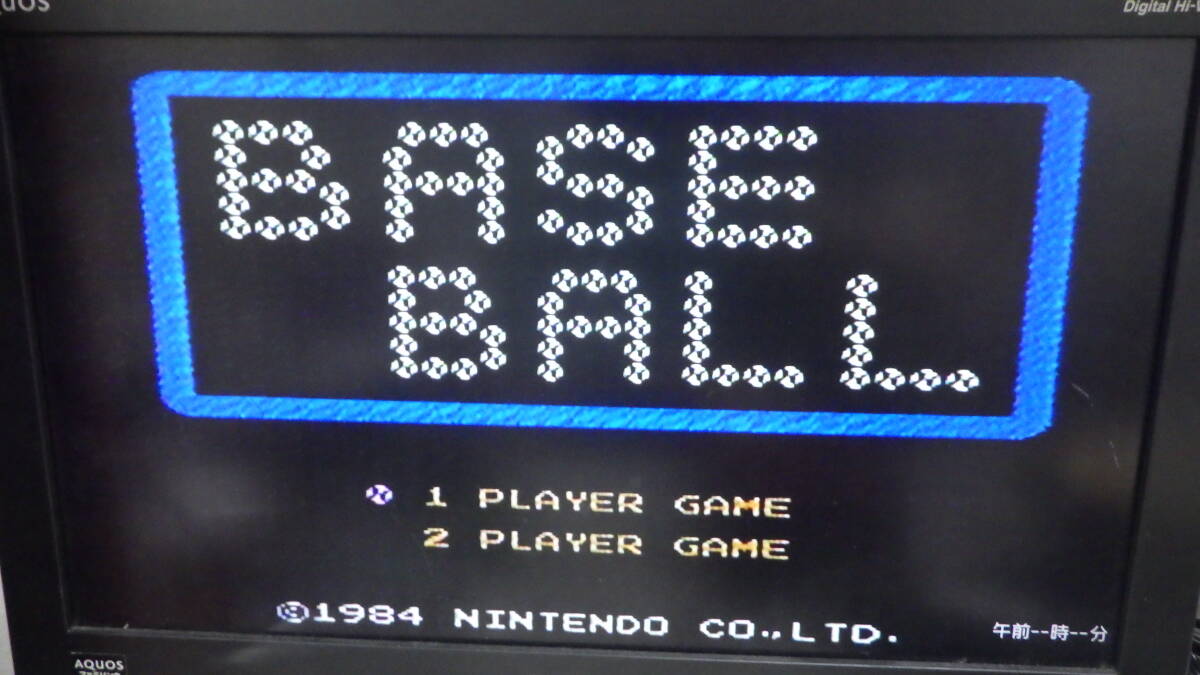 Digital Hi-
BASE
BALL
1 PLAYER GAME
2 PLAYER GAME
©1984 NINTENDO CO.,LTD.
午前--時--分
AQUOS